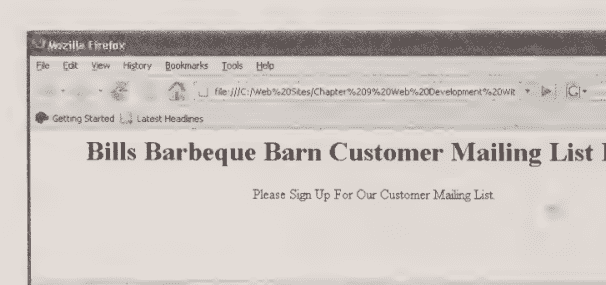 Mozilla Firefox
File Edit View History Bookmarks Tools Help
file:///C:/Web%20Sites/Chapter%209%20Web%20Development%20Wit
Getting Started Latest Headlines
Bills Barbeque Barn Customer Mailing List
Please Sign Up For Our Customer Mailing List